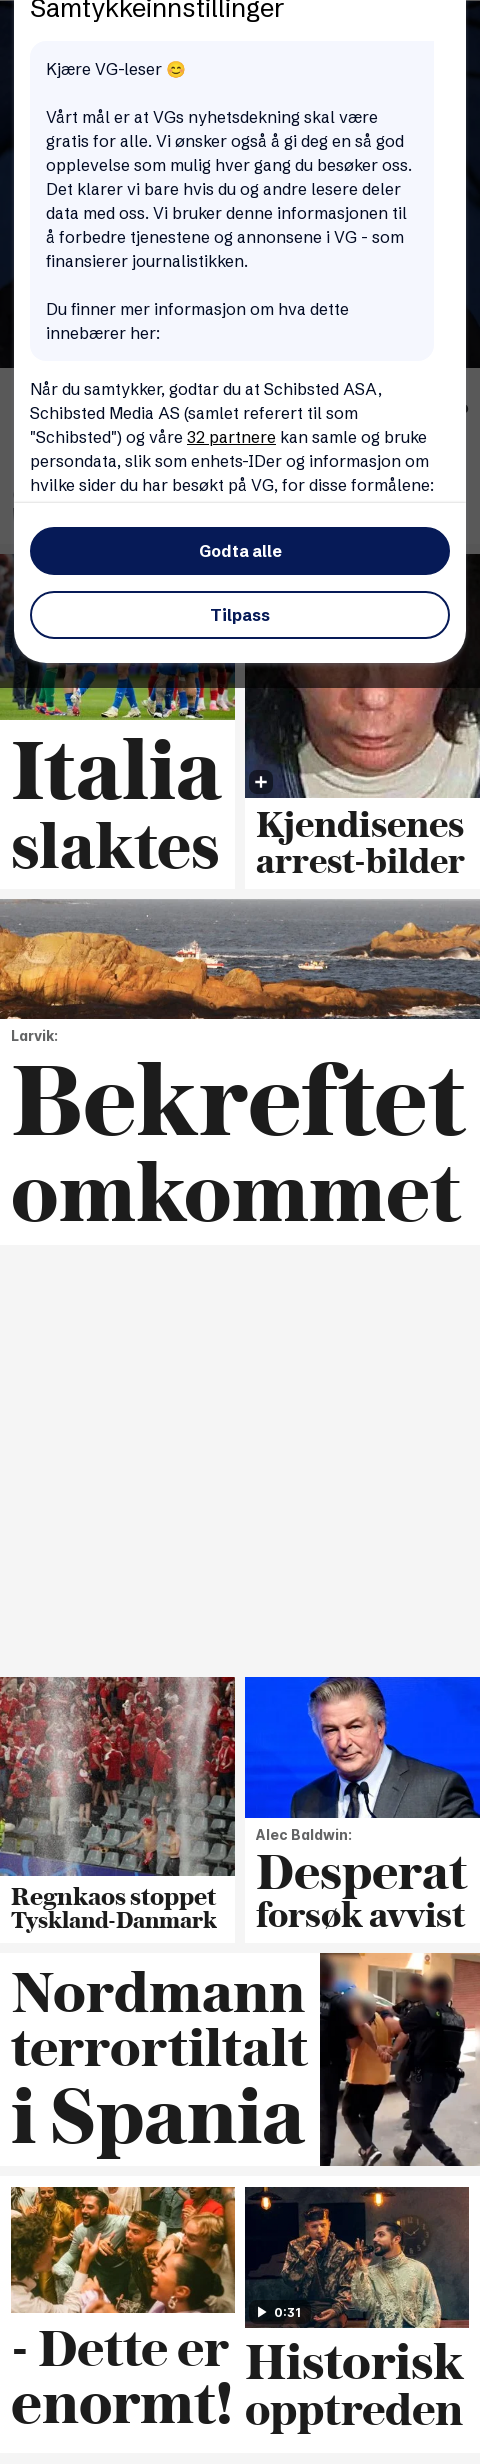 Samtykkeinnstillinger
Kjære VG-leser 😊
Vårt mål er at VGs nyhetsdekning skal være
gratis for alle. Vi ønsker også å gi deg en så god
opplevelse som mulig hver gang du besøker oss.
Det klarer vi bare hvis du og andre lesere deler
data med oss. Vi bruker denne informasjonen til
å forbedre tjenestene og annonsene i VG - som
finansierer journalistikken.
Du finner mer informasjon om hva dette
innebærer her:
Når du samtykker, godtar du at Schibsted ASA,
Schibsted Media AS (samlet referert til som
"Schibsted") og våre 32 partnere kan samle og bruke
persondata, slik som enhets-IDer og informasjon om
hvilke sider du har besøkt på VG, for disse formålene:
Godta alle
Tilpass
Italia
slaktes
Kjendisenes
arrest-bilder
Larvik:
Bekreftet
omkommet
Regnkaos stoppet
Tyskland-Danmark
Alec Baldwin:
Desperat
forsøk avvist
Nordmann
terrortiltalt
i Spania
- Dette er
enormt!
0:31
Historisk
opptreden